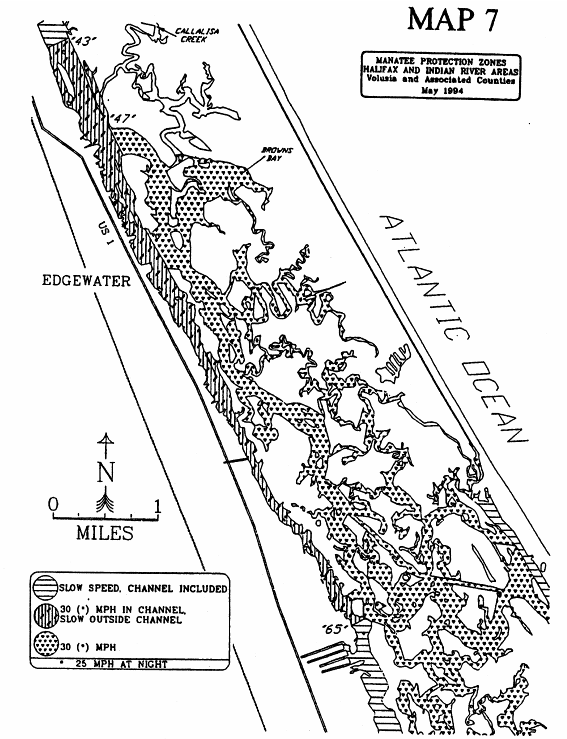 MAP 7
MANATEE PROTECTION ZONES
HALIFAX AND INDIAN RIVER AREAS
Volusia and Associated Counties
May 1994
CALLALISA
CREEK
"43"
"47"
BROWNS
BAY
US 1
EDGEWATER
ATLANTIC OCEAN
N
0 1
MILES
SLOW SPEED, CHANNEL INCLUDED
30 (*) MPH IN CHANNEL,
SLOW OUTSIDE CHANNEL
30 (*) MPH
* 25 MPH AT NIGHT
"65"